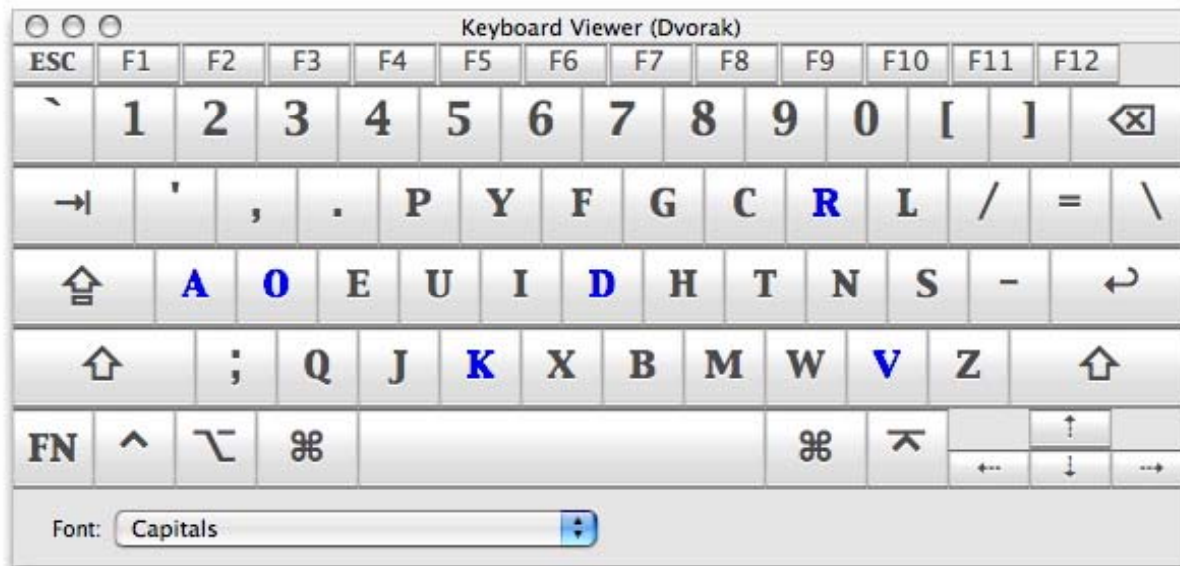 Keyboard Viewer (Dvorak)
ESC F1 F2 F3 F4 F5 F6 F7 F8 F9 F10 F11 F12
` 1 2 3 4 5 6 7 8 9 0 [ ]
' , . P Y F G C R L / = \
A O E U I D H T N S -
; Q J K X B M W V Z
FN
Font: Capitals